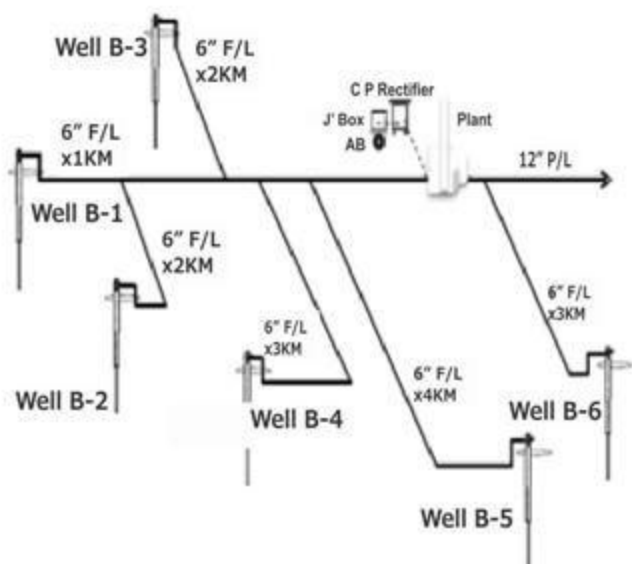 Well B-3
6” F/L
x2KM
C P Rectifier
J' Box
Plant
AB
6” F/L
x1KM
12” P/L
Well B-1
6” F/L
x2KM
6” F/L
x3KM
6” F/L
x3KM
6” F/L
x4KM
Well B-2
Well B-4
Well B-6
Well B-5